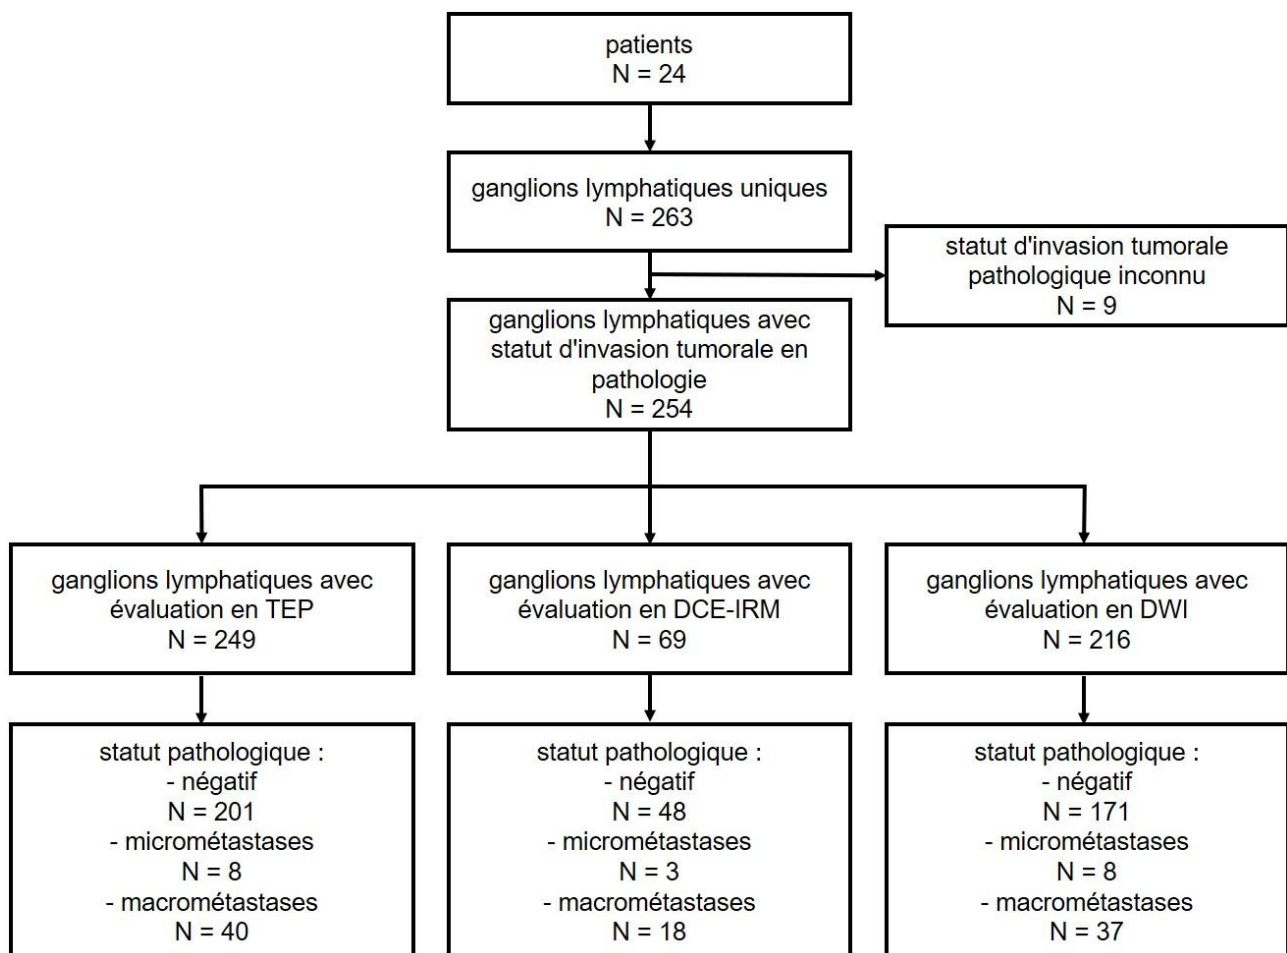 patients
N = 24
ganglions lymphatiques uniques
N = 263
statut d'invasion tumorale
pathologique inconnu
N = 9
ganglions lymphatiques avec
statut d'invasion tumorale en
pathologie
N = 254
ganglions lymphatiques avec
évaluation en TEP
N = 249
ganglions lymphatiques avec
évaluation en DCE-IRM
N = 69
ganglions lymphatiques avec
évaluation en DWI
N = 216
statut pathologique :
- négatif
N = 201
- micrométastases
N = 8
- macrométastases
N = 40
statut pathologique :
- négatif
N = 48
- micrométastases
N = 3
- macrométastases
N = 18
statut pathologique :
- négatif
N = 171
- micrométastases
N = 8
- macrométastases
N = 37